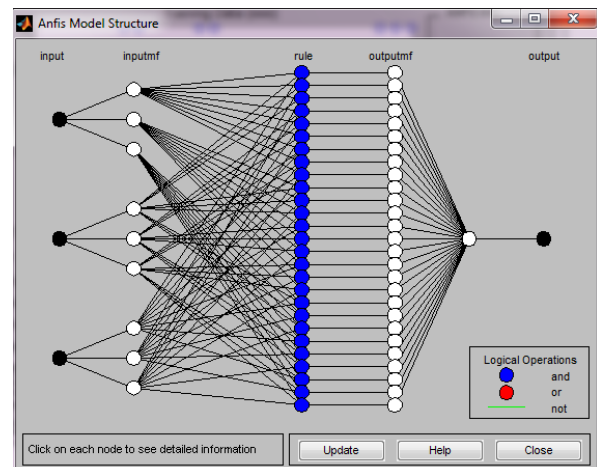 Anfis Model Structure
input inputmf rule outputmf output
Logical Operations
and
or
not
Click on each node to see detailed information
Update Help Close